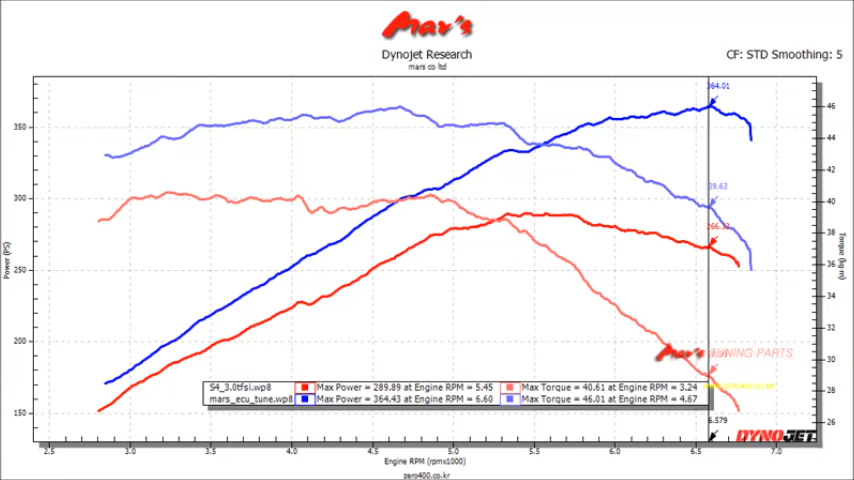 Mar's
Dynojet Research
mars co ltd
CF: STD Smoothing: 5
364.01
350
300
250
200
150
Power (PS)
46
44
42
40
38
36
34
32
30
28
26
Torque (kg·m)
39.63
Mar's TUNING PARTS
S4_3.0tfsi.wp8 Max Power = 289.89 at Engine RPM = 5.45 Max Torque = 40.61 at Engine RPM = 3.24
mars_ecu_tune.wp8 Max Power = 364.43 at Engine RPM = 6.60 Max Torque = 46.01 at Engine RPM = 4.67
6.579
DYNOJET
2.5 3.0 3.5 4.0 4.5 5.0 5.5 6.0 6.5 7.0
Engine RPM (rpmx1000)
zero400.co.kr